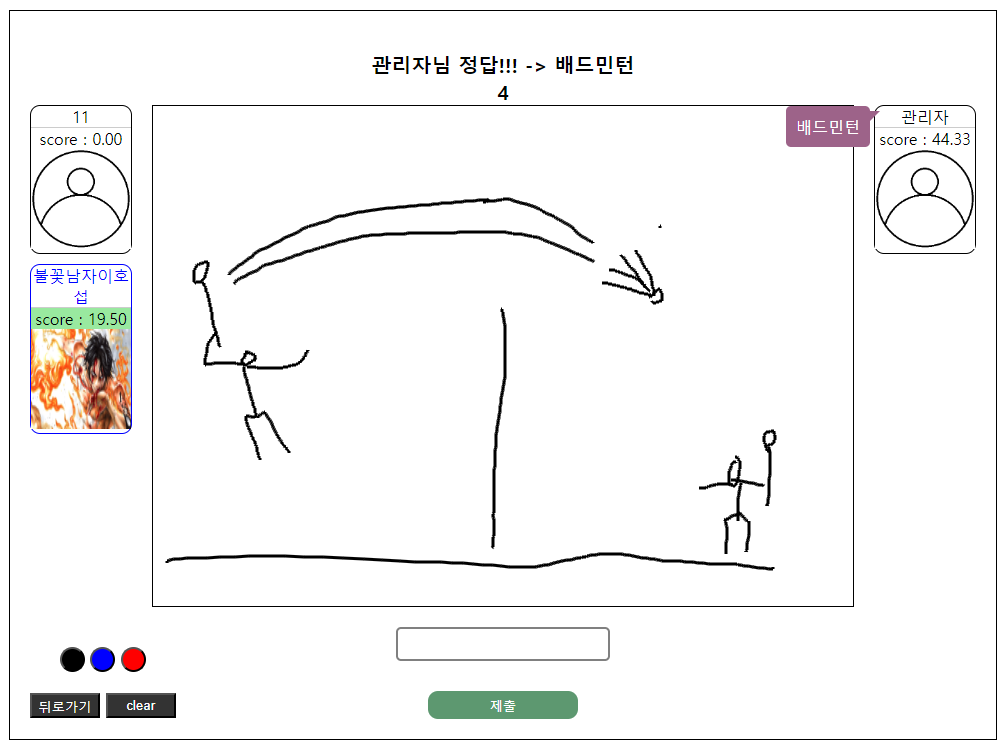 관리자님 정답!!! -> 배드민턴
4
11
score : 0.00
불꽃남자이호
섭
score : 19.50
배드민턴
관리자
score : 44.33
뒤로가기
clear
제출